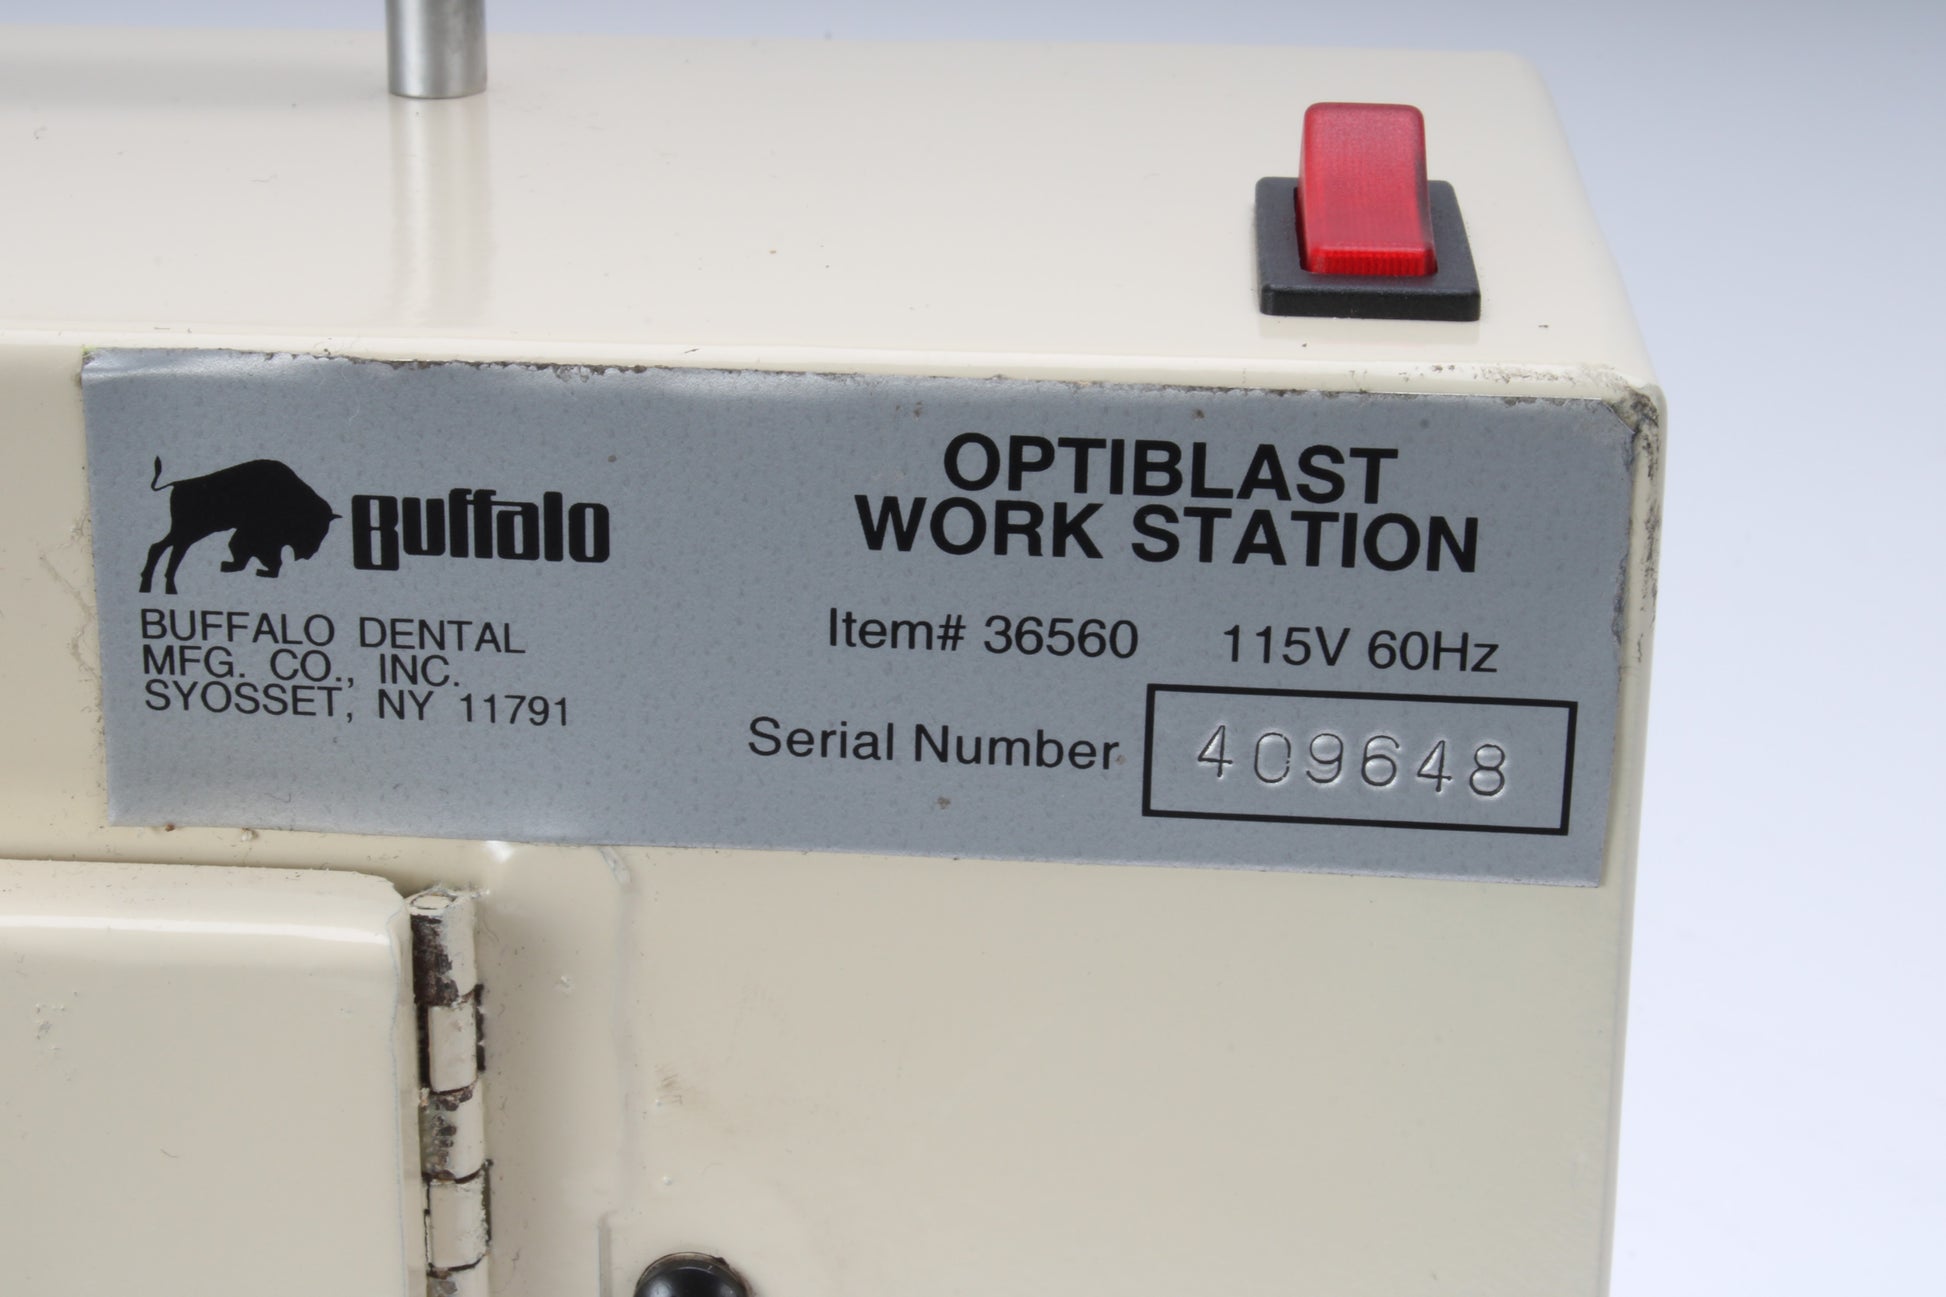 Buffalo
BUFFALO DENTAL
MFG. CO., INC.
SYOSSET, NY 11791
OPTIBLAST
WORK STATION
Item# 36560 115V 60Hz
Serial Number 409648